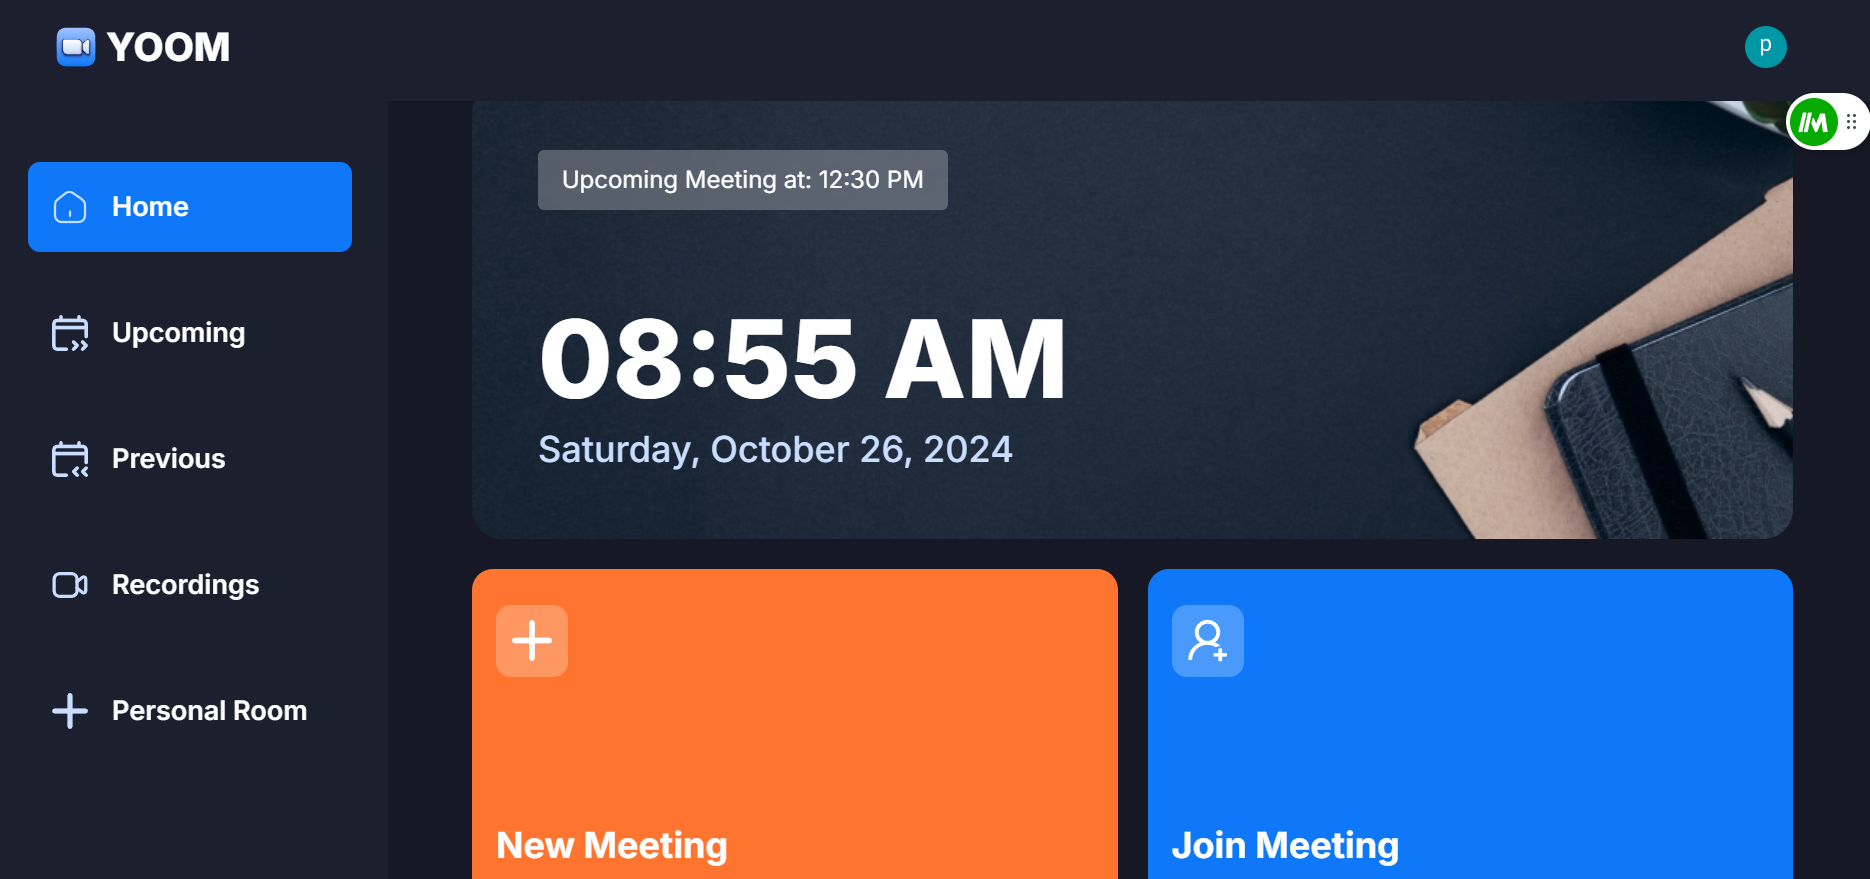 YOOM
p
Home
Upcoming
Previous
Recordings
Personal Room
Upcoming Meeting at: 12:30 PM
08:55 AM
Saturday, October 26, 2024
New Meeting
Join Meeting